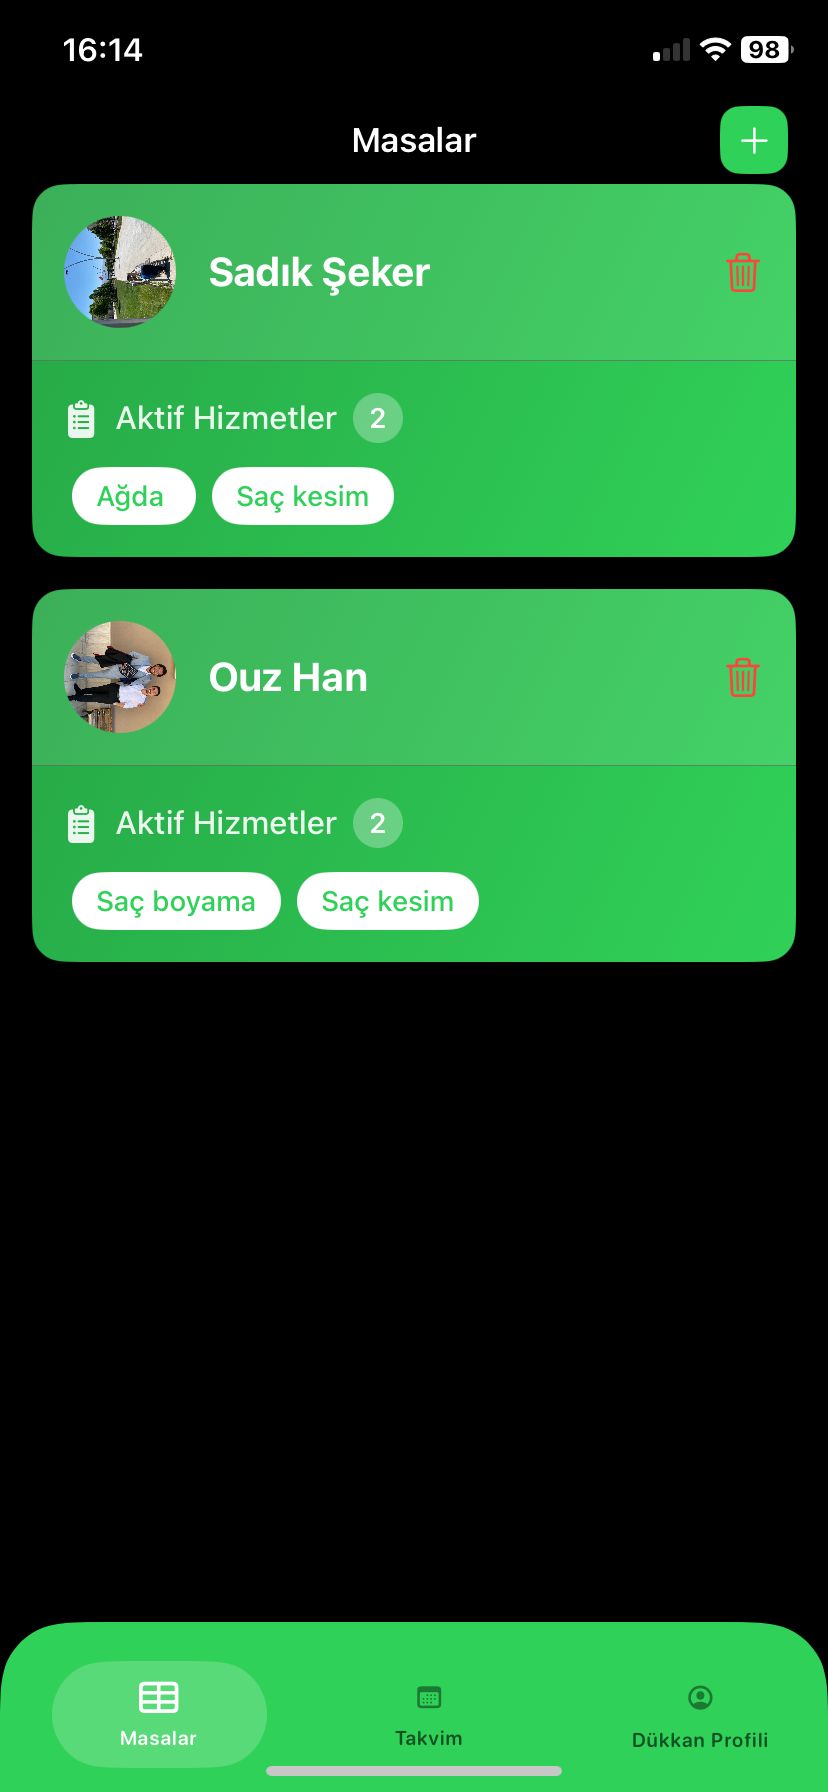 16:14
98
Masalar
Sadık Şeker
Aktif Hizmetler 2
Ağda Saç kesim
Ouz Han
Aktif Hizmetler 2
Saç boyama Saç kesim
Masalar Takvim Dükkan Profili